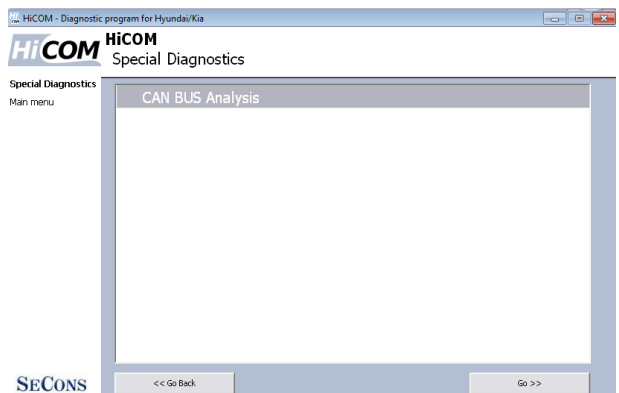 HiCOM - Diagnostic program for Hyundai/Kia
HiCOM
HiCOM
Special Diagnostics
Special Diagnostics
Main menu
CAN BUS Analysis
SECONS
<< Go Back
Go >>